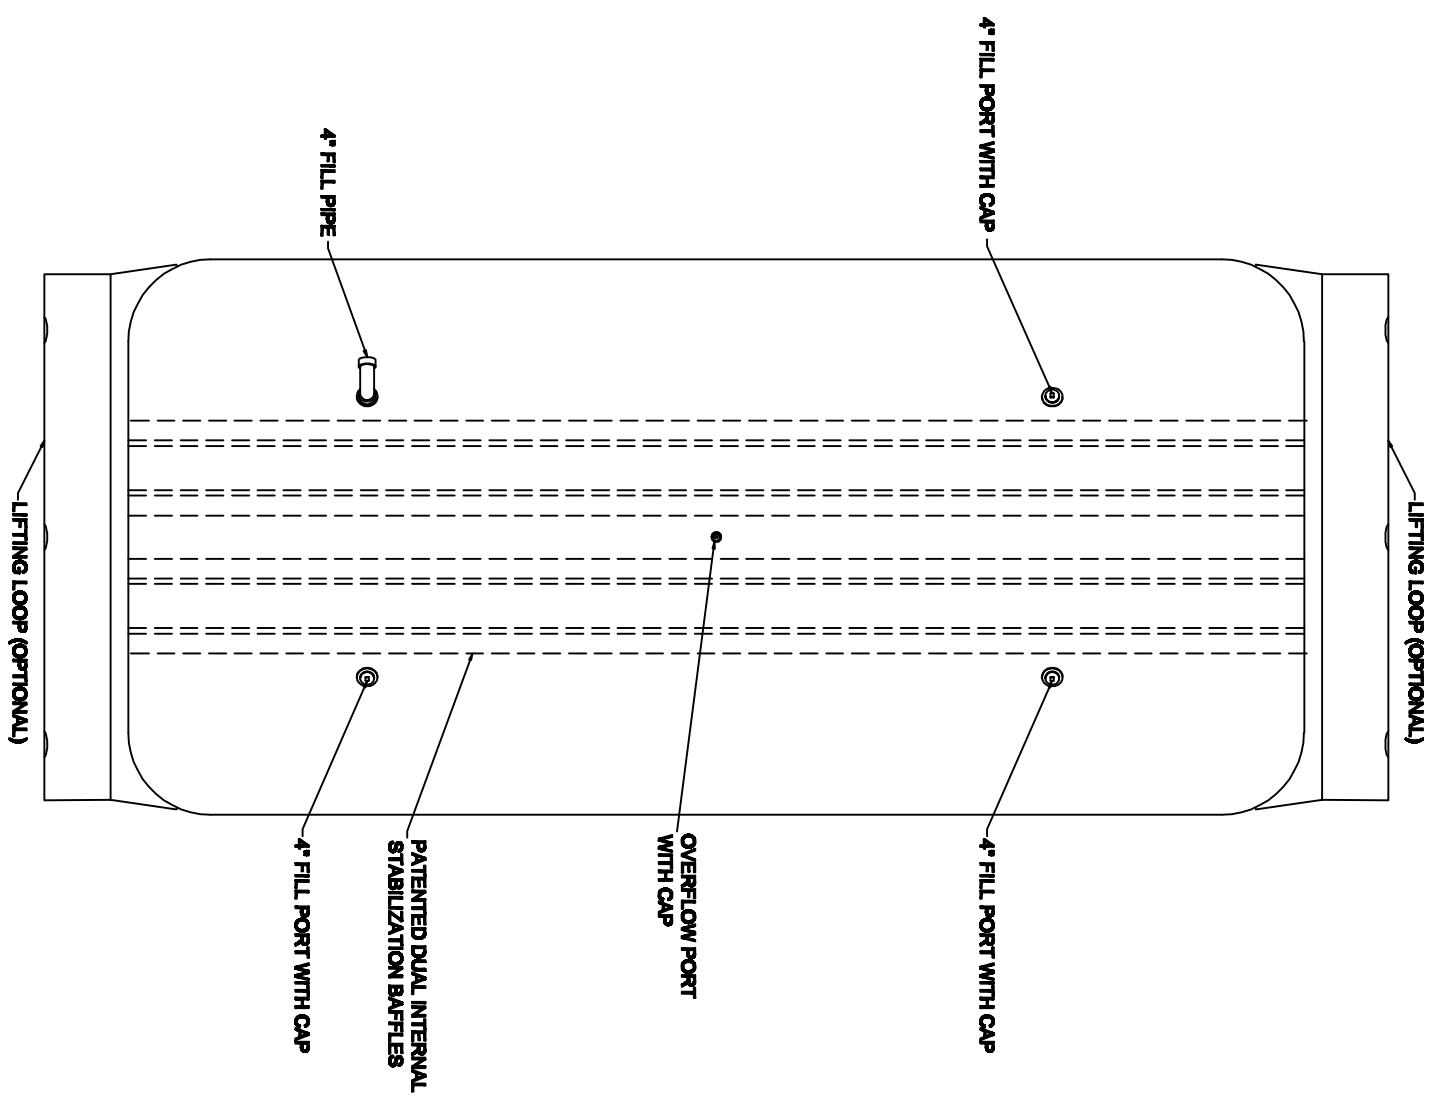 4" FILL PORT WITH CAP
4" FILL PIPE
LIFTING LOOP (OPTIONAL)
LIFTING LOOP (OPTIONAL)
4" FILL PORT WITH CAP
OVERFLOW PORT
WITH CAP
PATENTED DUAL INTERNAL
STABILIZATION BAFFLES
4" FILL PORT WITH CAP